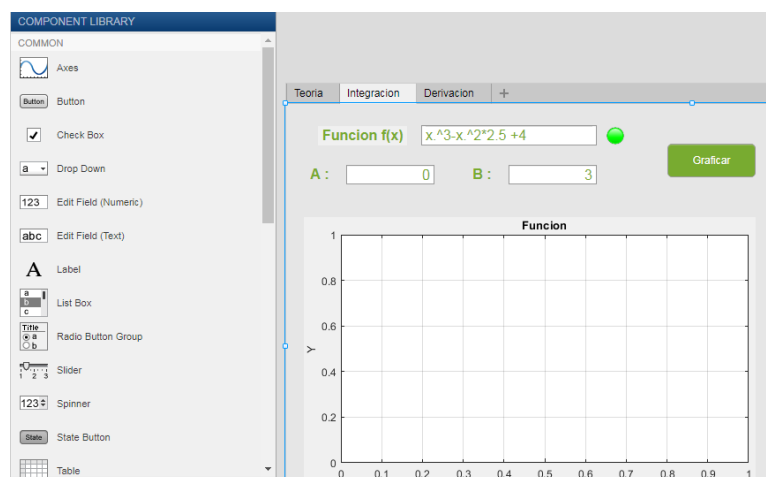 COMPONENT LIBRARY
COMMON
Axes
Button Button
Check Box
a Drop Down
123 Edit Field (Numeric)
abc Edit Field (Text)
A Label
a
b
c
List Box
Title
a
b
Radio Button Group
1 2 3
Slider
123 Spinner
State State Button
Table
Teoria Integracion Derivacion +
Funcion f(x) x.^3-x.^2*2.5 +4
Graficar
A : 0 B : 3
Funcion
1
0.8
0.6
0.4
0.2
0
Y
0 0.1 0.2 0.3 0.4 0.5 0.6 0.7 0.8 0.9 1